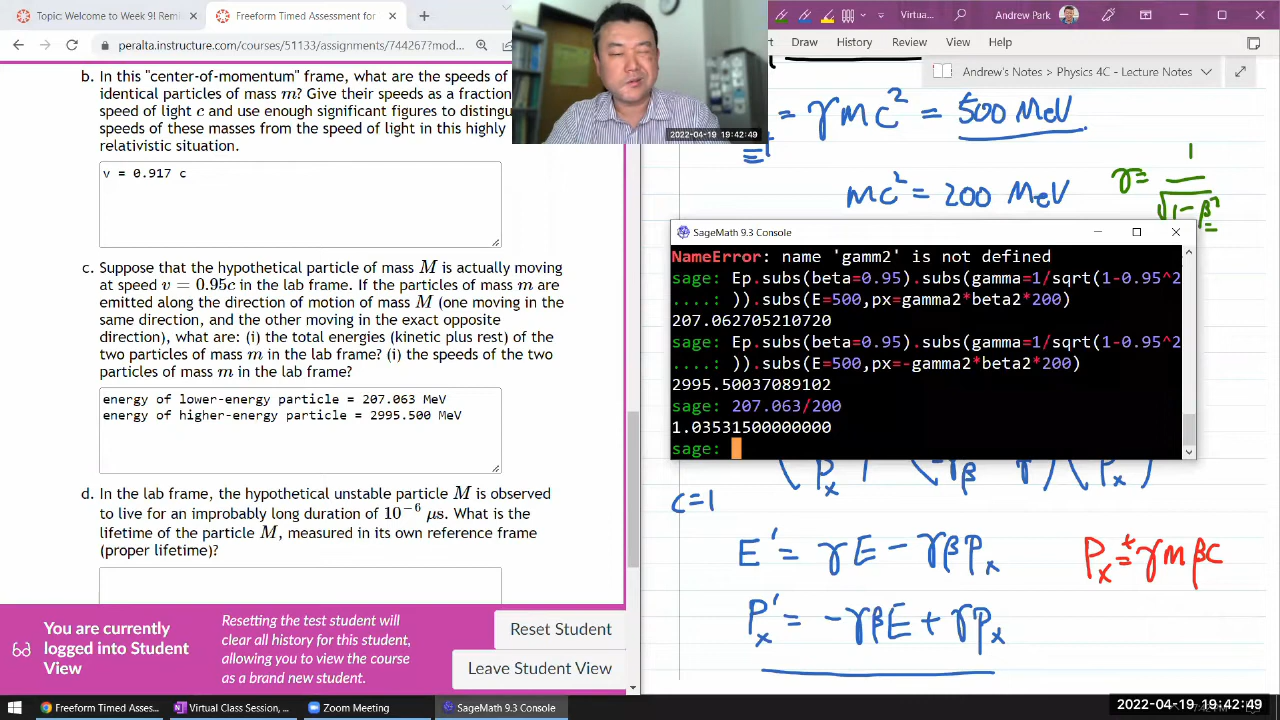 Topic: Welcome to Week 9.9! Rem
Freeform Timed Assessment for
Andrew Park
peralta.instructure.com/courses/51133/assignments/7442677?mod...
Draw
History
Review
View
Help
Andrew's Notes › Physics 4C - Lecture Notes
2022-04-19 19:42:49
b. In this "center-of-momentum" frame, what are the speeds of
identical particles of mass m? Give their speeds as a fraction
speed of light c and use enough significant figures to disting
speeds of these masses from the speed of light in this highly
relativistic situation.
v = 0.917 c
c. Suppose that the hypothetical particle of mass M is actually moving
at speed v = 0.95c in the lab frame. If the particles of mass m are
emitted along the direction of motion of mass M (one moving in the
same direction, and the other moving in the exact opposite
direction), what are: (i) the total energies (kinetic plus rest) of the
two particles of mass m in the lab frame? (i) the speeds of the two
particles of mass m in the lab frame?
energy of lower-energy particle = 207.063 MeV
energy of higher-energy particle = 2995.500 MeV
d. In the lab frame, the hypothetical unstable particle M is observed
to live for an improbably long duration of 10⁻⁶ μs. What is the
lifetime of the particle M, measured in its own reference frame
(proper lifetime)?
You are currently
logged into Student
View
Resetting the test student will
clear all history for this student,
allowing you to view the course
as a brand new student.
Reset Student
Leave Student View
= γmc² = 500 MeV
mc² = 200 MeV
γ = 1/√(1-β²)
SageMath 9.3 Console
NameError: name 'gamm2' is not defined
sage: Ep.subs(beta=0.95).subs(gamma=1/sqrt(1-0.95^2
....: )).subs(E=500,px=gamma2*beta2*200)
207.062705210720
sage: Ep.subs(beta=0.95).subs(gamma=1/sqrt(1-0.95^2
....: )).subs(E=500,px=-gamma2*beta2*200)
2995.50037089102
sage: 207.063/200
1.03531500000000
sage:
(Pₓ') (-γβ γ) (Pₓ)
c=1
E' = γE - γβPₓ
Pₓ = ± γmβc
Pₓ' = -γβE + γPₓ
Freeform Timed Asses...
Virtual Class Session, ...
Zoom Meeting
SageMath 9.3 Console
2022-04-19 19:42:49